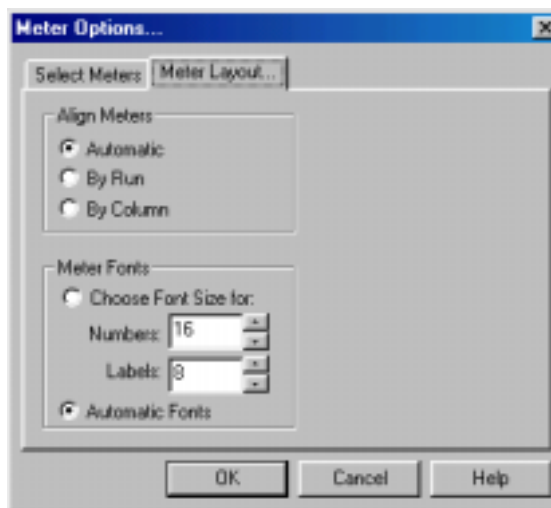 Meter Options...
Select Meters Meter Layout...
Align Meters
Automatic
By Run
By Column
Meter Fonts
Choose Font Size for:
Numbers: 16
Labels: 8
Automatic Fonts
OK Cancel Help